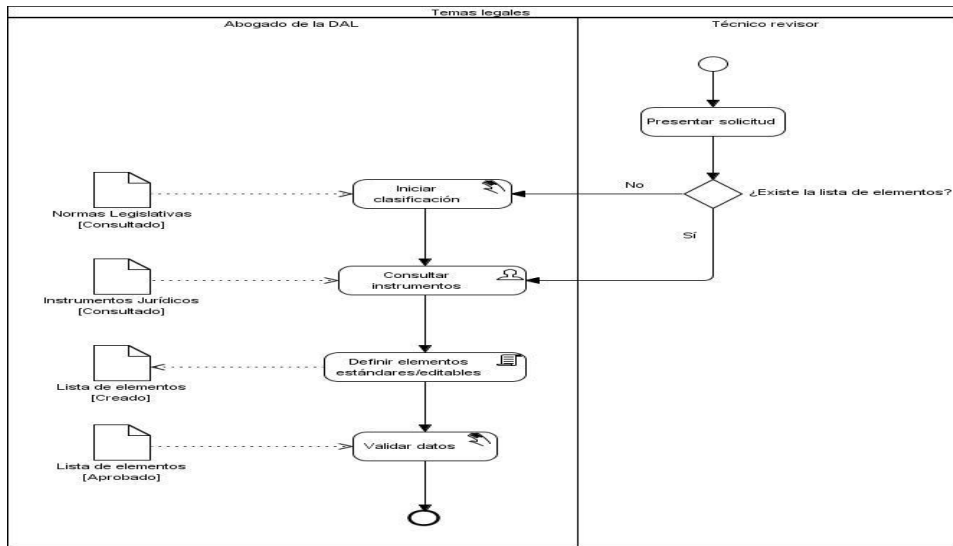 Temas legales
Abogado de la DAL
Técnico revisor
Presentar solicitud
¿Existe la lista de elementos?
No
Sí
Iniciar
clasificación
Normas Legislativas
[Consultado]
Consultar
instrumentos
Instrumentos Jurídicos
[Consultado]
Definir elementos
estándares/editables
Lista de elementos
[Creado]
Validar datos
Lista de elementos
[Aprobado]